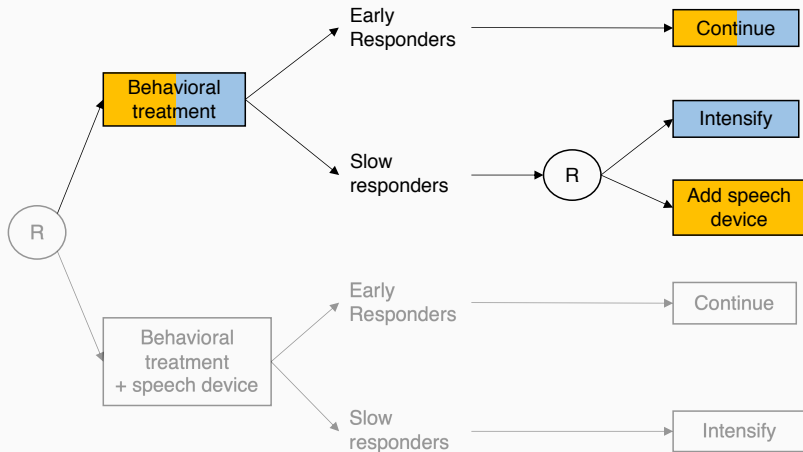 Early
Responders
Continue
Behavioral
treatment
Intensify
Slow
responders
R
Add speech
device
R
Early
Responders
Continue
Behavioral
treatment
+ speech device
Slow
responders
Intensify